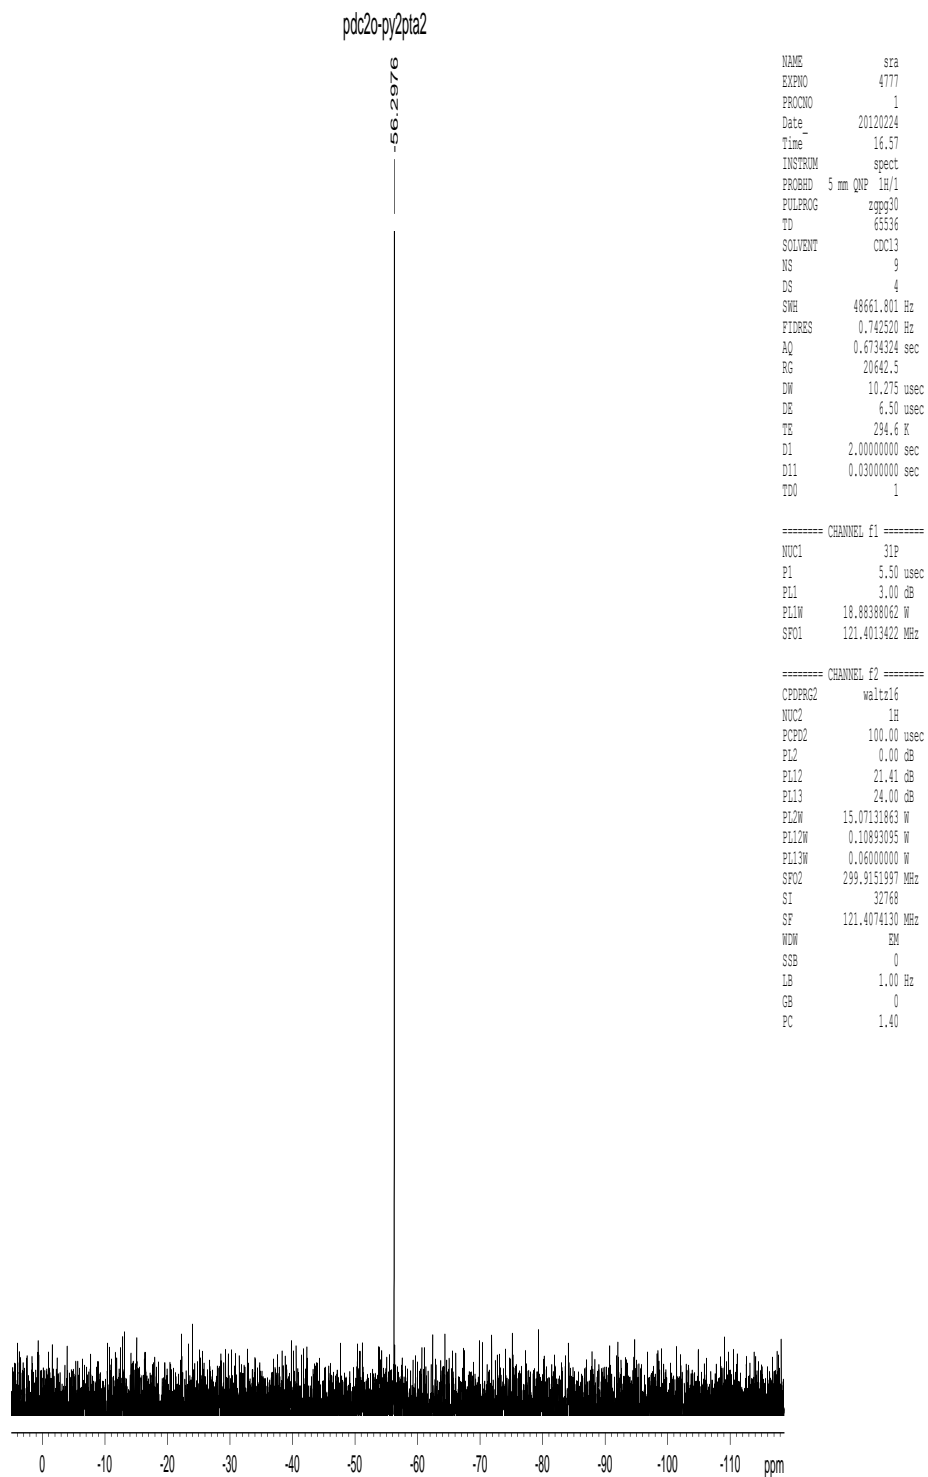 pdc2o-py2pta2
-56.2976
NAME sra
EXPNO 4777
PROCNO 1
Date_ 20120224
Time 16.57
INSTRUM spect
PROBHD 5 mm QNP 1H/1
PULPROG zgpg30
TD 65536
SOLVENT CDCl3
NS 9
DS 4
SWH 48661.801 Hz
FIDRES 0.742520 Hz
AQ 0.6734324 sec
RG 20642.5
DW 10.275 usec
DE 6.50 usec
TE 294.6 K
D1 2.00000000 sec
D11 0.03000000 sec
TD0 1
======== CHANNEL f1 ========
NUC1 31P
P1 5.50 usec
PL1 3.00 dB
PL1W 18.88388062 W
SFO1 121.4013422 MHz
======== CHANNEL f2 ========
CPDPRG2 waltz16
NUC2 1H
PCPD2 100.00 usec
PL2 0.00 dB
PL12 21.41 dB
PL13 24.00 dB
PL2W 15.07131863 W
PL12W 0.10893095 W
PL13W 0.06000000 W
SFO2 299.9151997 MHz
SI 32768
SF 121.4074130 MHz
WDW EM
SSB 0
LB 1.00 Hz
GB 0
PC 1.40
0 -10 -20 -30 -40 -50 -60 -70 -80 -90 -100 -110 ppm